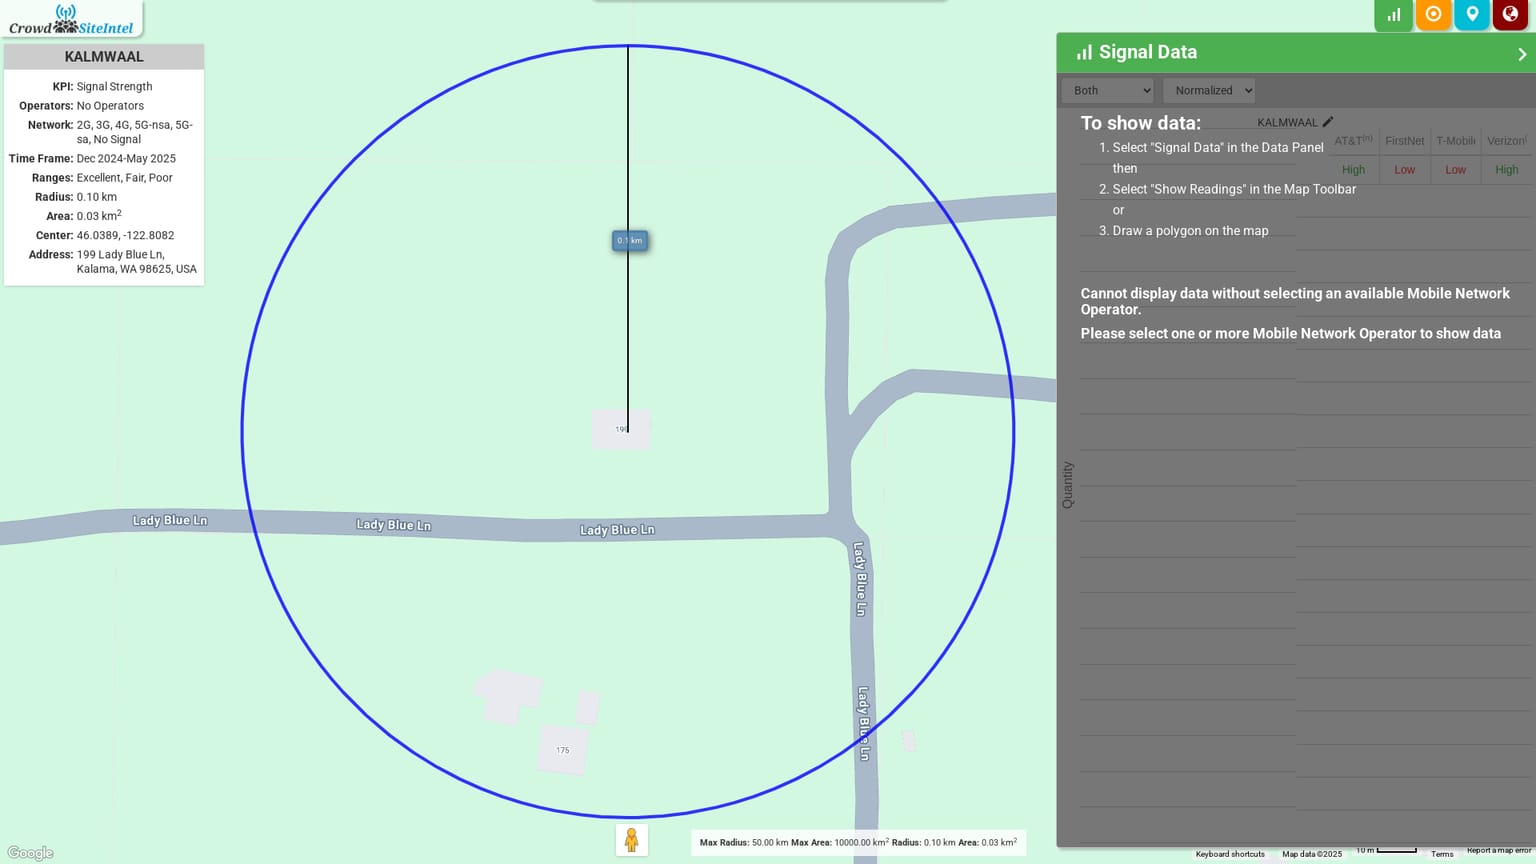 Crowd SiteIntel
KALMWAAL
KPI: Signal Strength
Operators: No Operators
Network: 2G, 3G, 4G, 5G-nsa, 5G-
sa, No Signal
Time Frame: Dec 2024-May 2025
Ranges: Excellent, Fair, Poor
Radius: 0.10 km
Area: 0.03 km²
Center: 46.0389, -122.8082
Address: 199 Lady Blue Ln,
Kalama, WA 98625, USA
0.1 km
199
Lady Blue Ln
Lady Blue Ln
Lady Blue Ln
Lady Blue Ln
Lady Blue Ln
175
Signal Data
Both
Normalized
To show data:
KALMWAAL
AT&T(n) FirstNet T-Mobile Verizon(
High Low Low High
1. Select "Signal Data" in the Data Panel
then
2. Select "Show Readings" in the Map Toolbar
or
3. Draw a polygon on the map
Cannot display data without selecting an available Mobile Network
Operator.
Please select one or more Mobile Network Operator to show data
Quantity
Google
Max Radius: 50.00 km Max Area: 10000.00 km² Radius: 0.10 km Area: 0.03 km²
Keyboard shortcuts
Map data ©2025
10 m
Terms
Report a map error